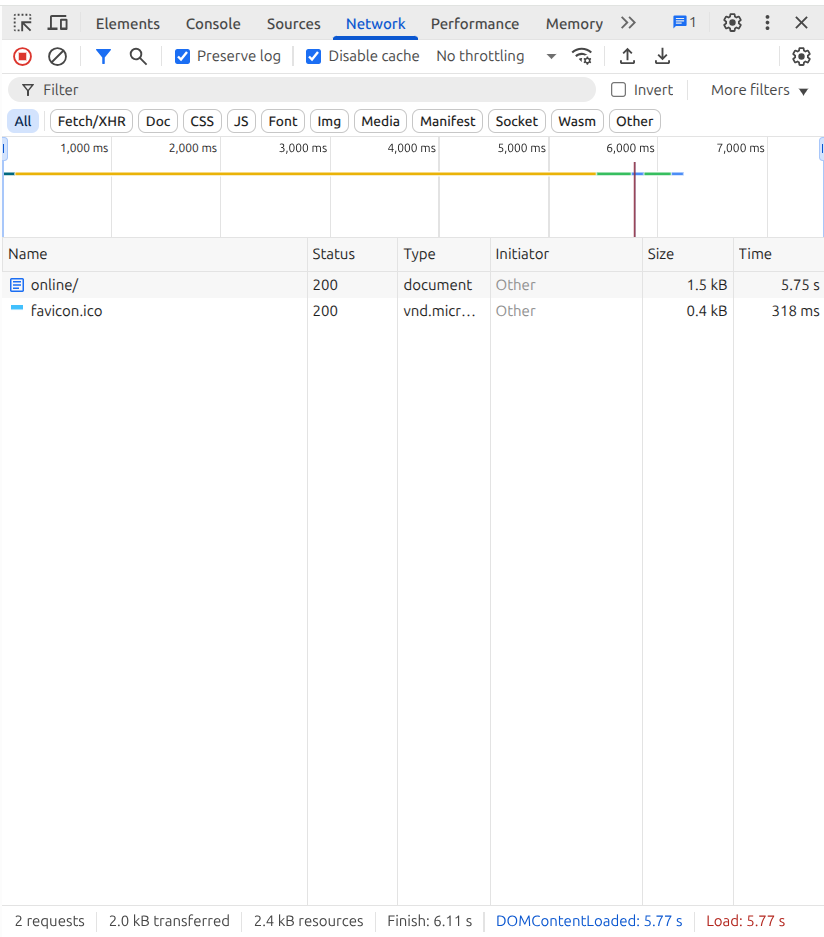 Elements Console Sources Network Performance Memory 1
Preserve log Disable cache No throttling
Filter Invert More filters
All Fetch/XHR Doc CSS JS Font Img Media Manifest Socket Wasm Other
1,000 ms 2,000 ms 3,000 ms 4,000 ms 5,000 ms 6,000 ms 7,000 ms
Name Status Type Initiator Size Time
online/ 200 document Other 1.5 kB 5.75 s
favicon.ico 200 vnd.micr… Other 0.4 kB 318 ms
2 requests 2.0 kB transferred 2.4 kB resources Finish: 6.11 s DOMContentLoaded: 5.77 s Load: 5.77 s